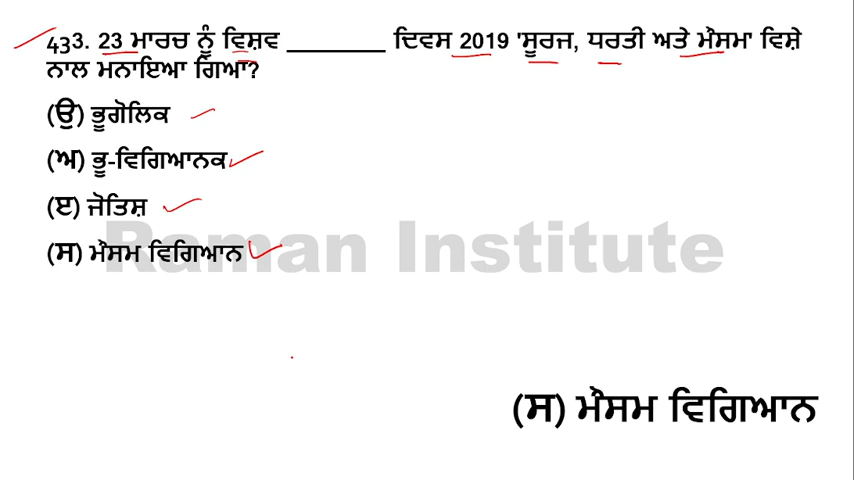 433. 23 ਮਾਰਚ ਨੂੰ ਵਿਸ਼ਵ ________ ਦਿਵਸ 2019 'ਸੂਰਜ, ਧਰਤੀ ਅਤੇ ਮੌਸਮ' ਵਿਸ਼ੇ
ਨਾਲ ਮਨਾਇਆ ਗਿਆ?
(ਉ) ਭੂਗੋਲਿਕ
(ਅ) ਭੂ-ਵਿਗਿਆਨਕ
(ੲ) ਜੋਤਿਸ਼
(ਸ) ਮੌਸਮ ਵਿਗਿਆਨ
Raman Institute
(ਸ) ਮੌਸਮ ਵਿਗਿਆਨ